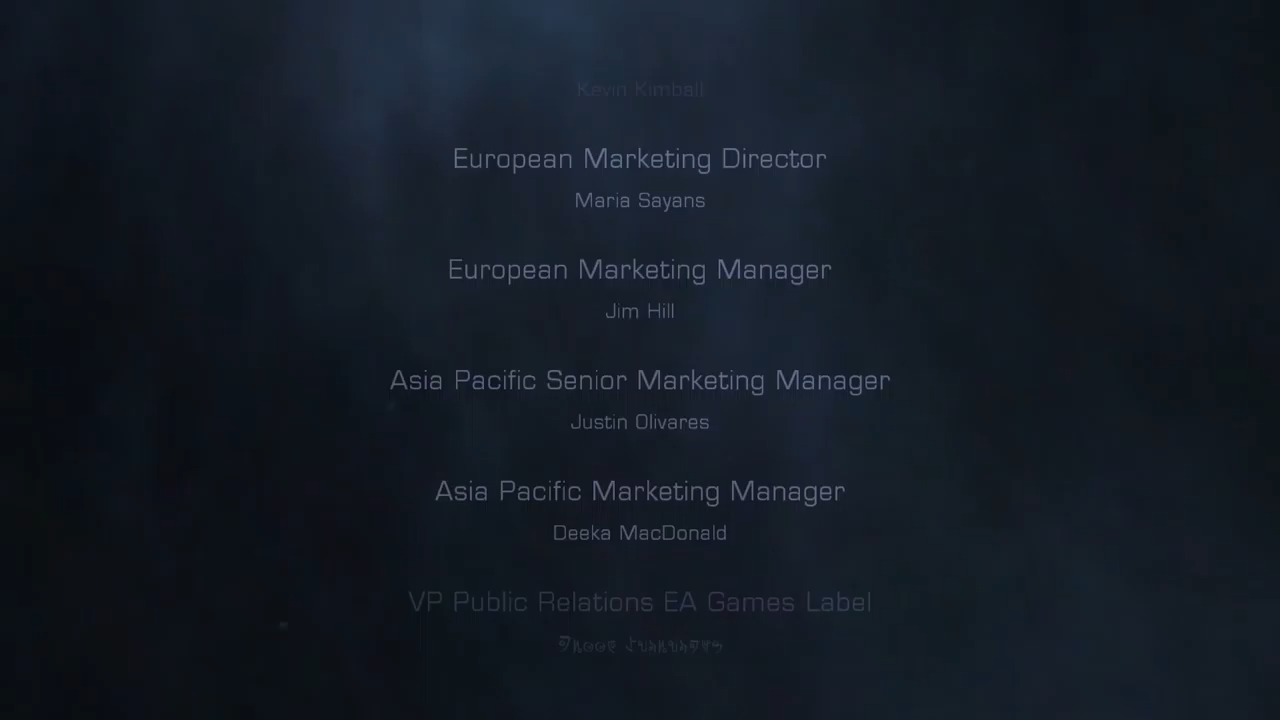 Kevin Kimball
European Marketing Director
Maria Sayans
European Marketing Manager
Jim Hill
Asia Pacific Senior Marketing Manager
Justin Olivares
Asia Pacific Marketing Manager
Deeka MacDonald
VP Public Relations EA Games Label